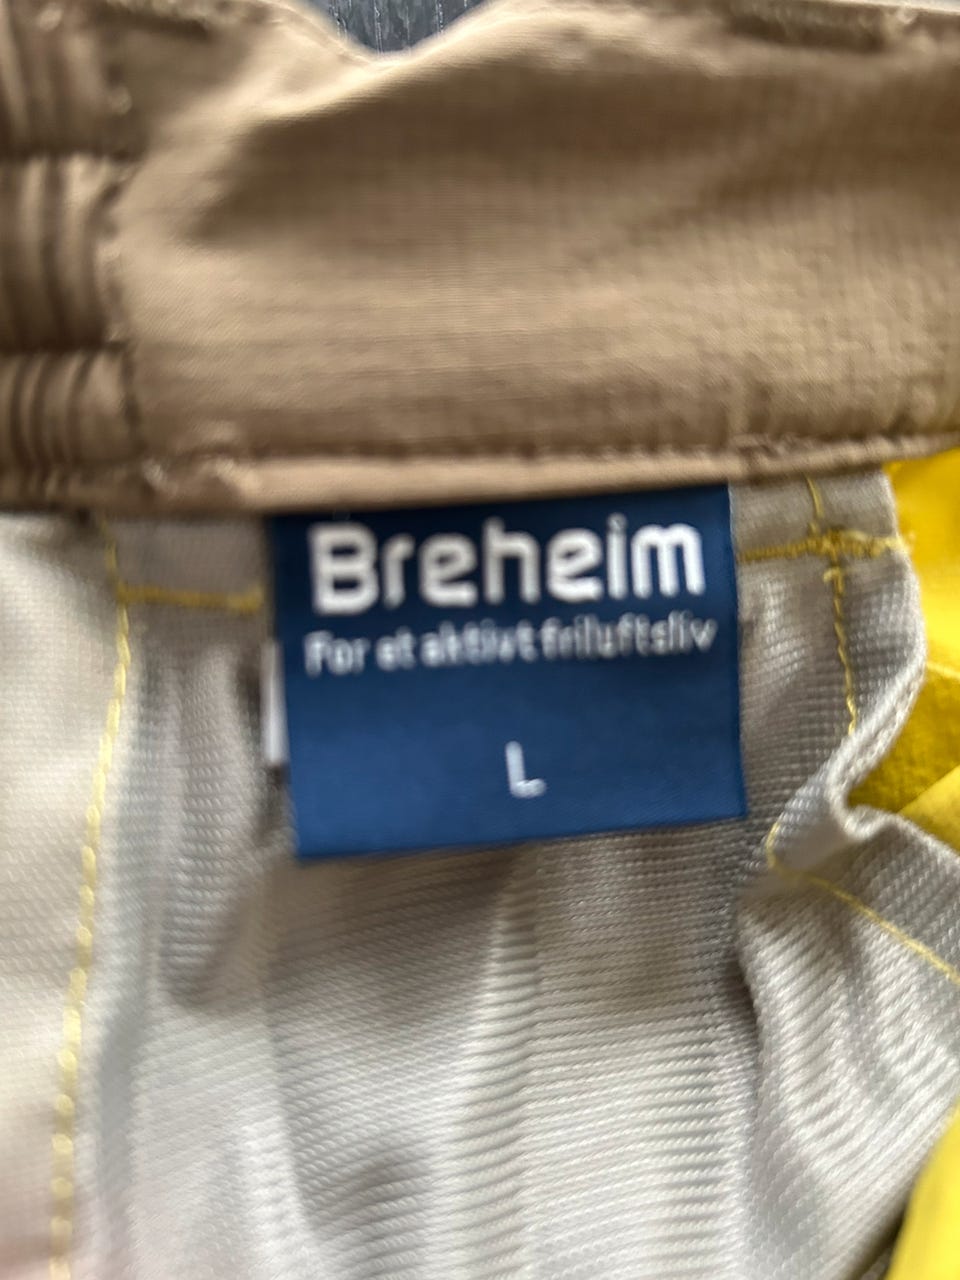 Breheim
For et aktivt friluftsliv
L